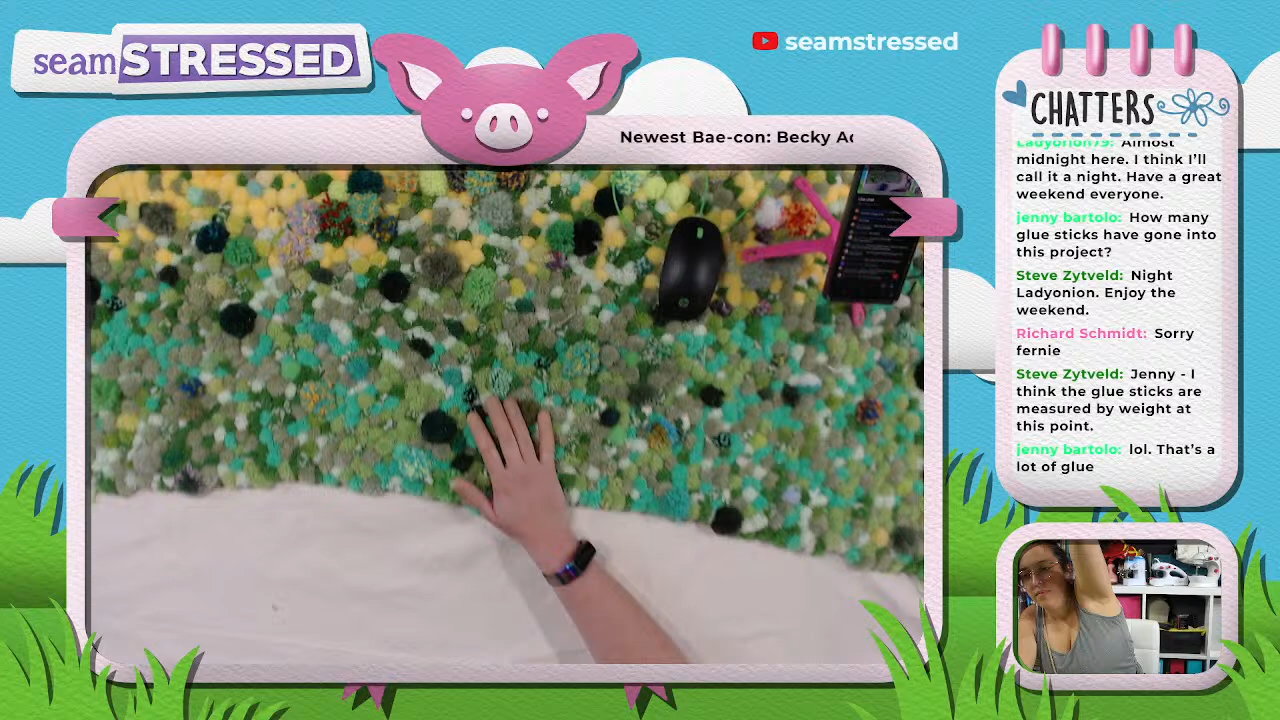 seamSTRESSED
seamstressed
Newest Bae-con: Becky
CHATTERS
Ladyorion79: Almost
midnight here. I think I'll
call it a night. Have a great
weekend everyone.
jenny bartolo: How many
glue sticks have gone into
this project?
Steve Zytveld: Night
Ladyonion. Enjoy the
weekend.
Richard Schmidt: Sorry
fernie
Steve Zytveld: Jenny - I
think the glue sticks are
measured by weight at
this point.
jenny bartolo: lol. That's a
lot of glue